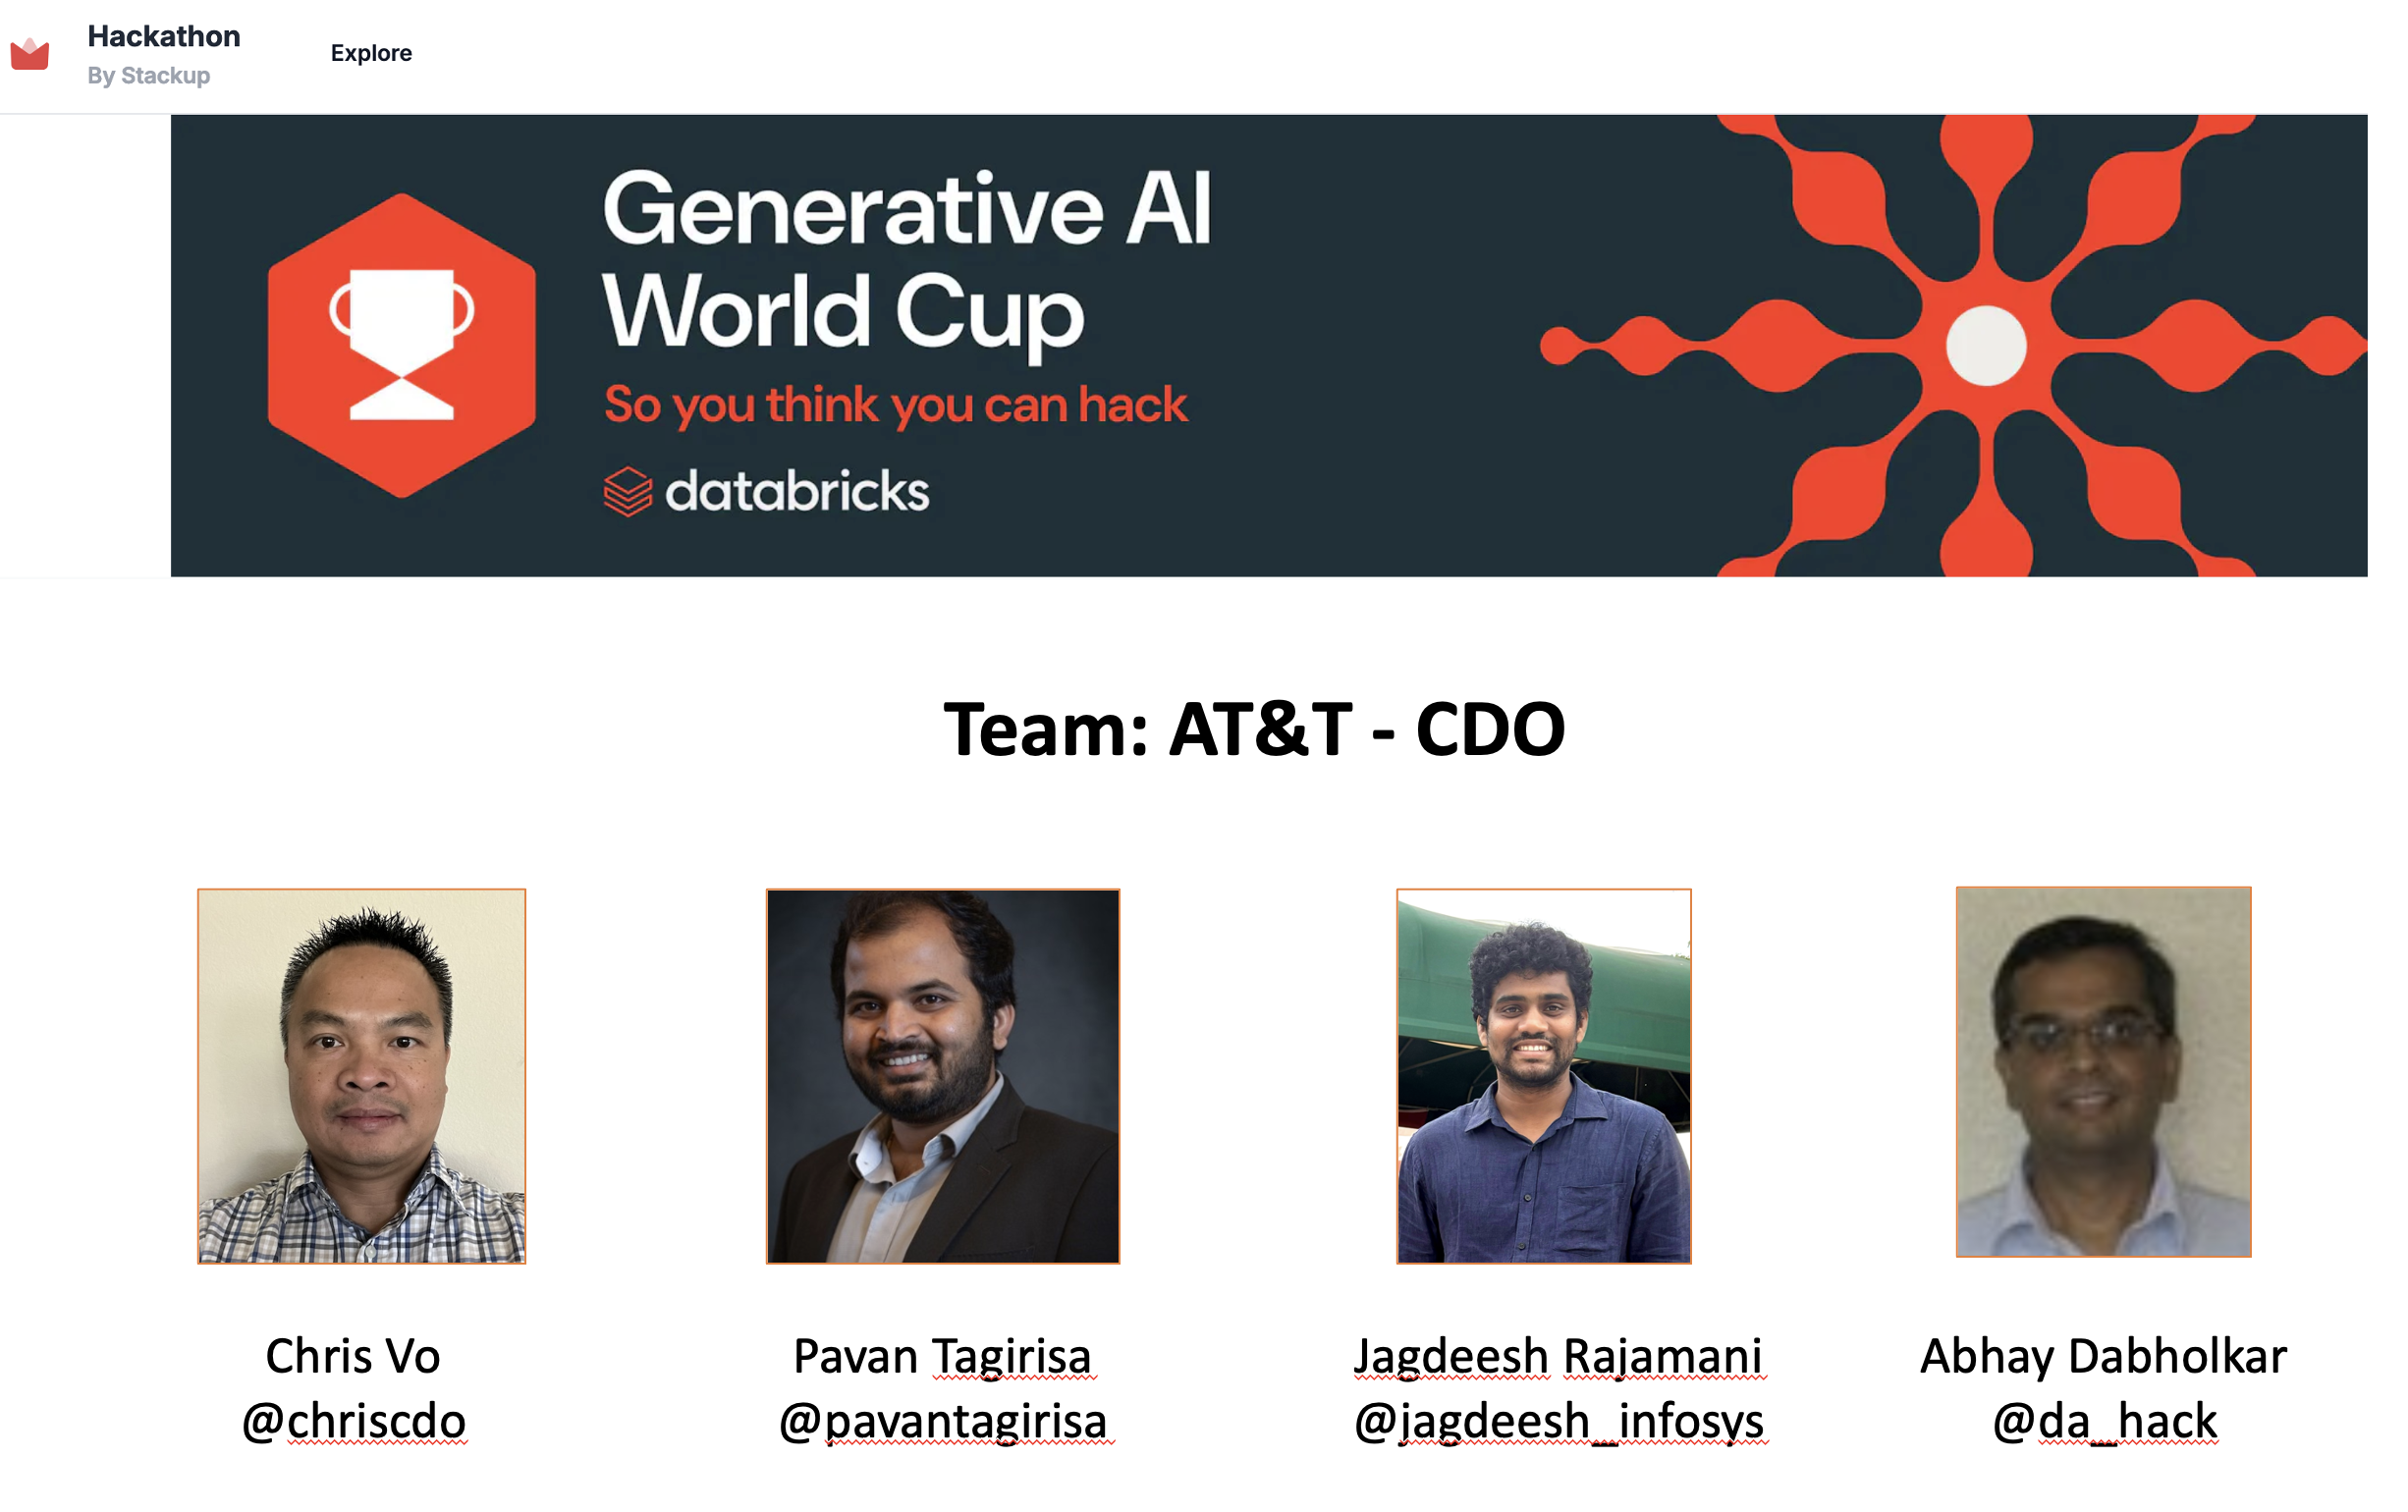 Hackathon
By Stackup
Explore
Generative AI
World Cup
So you think you can hack
databricks
Team: AT&T - CDO
Chris Vo
@chriscdo
Pavan Tagirisa
@pavantagirisa
Jagdeesh Rajamani
@jagdeesh_infosys
Abhay Dabholkar
@da_hack